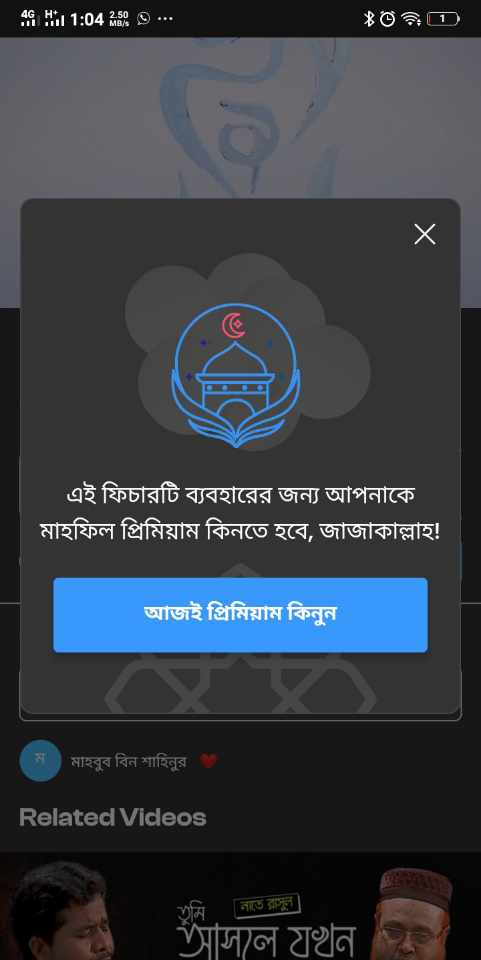 4G H+ 1:04 2.50 MB/s ... 1
এই ফিচারটি ব্যবহারের জন্য আপনাকে
মাহফিল প্রিমিয়াম কিনতে হবে, জাজাকাল্লাহ!
আজই প্রিমিয়াম কিনুন
ম মাহবুব বিন শাহিনুর
Related Videos
নাতে রাসূল
তুমি
আসলে যখন